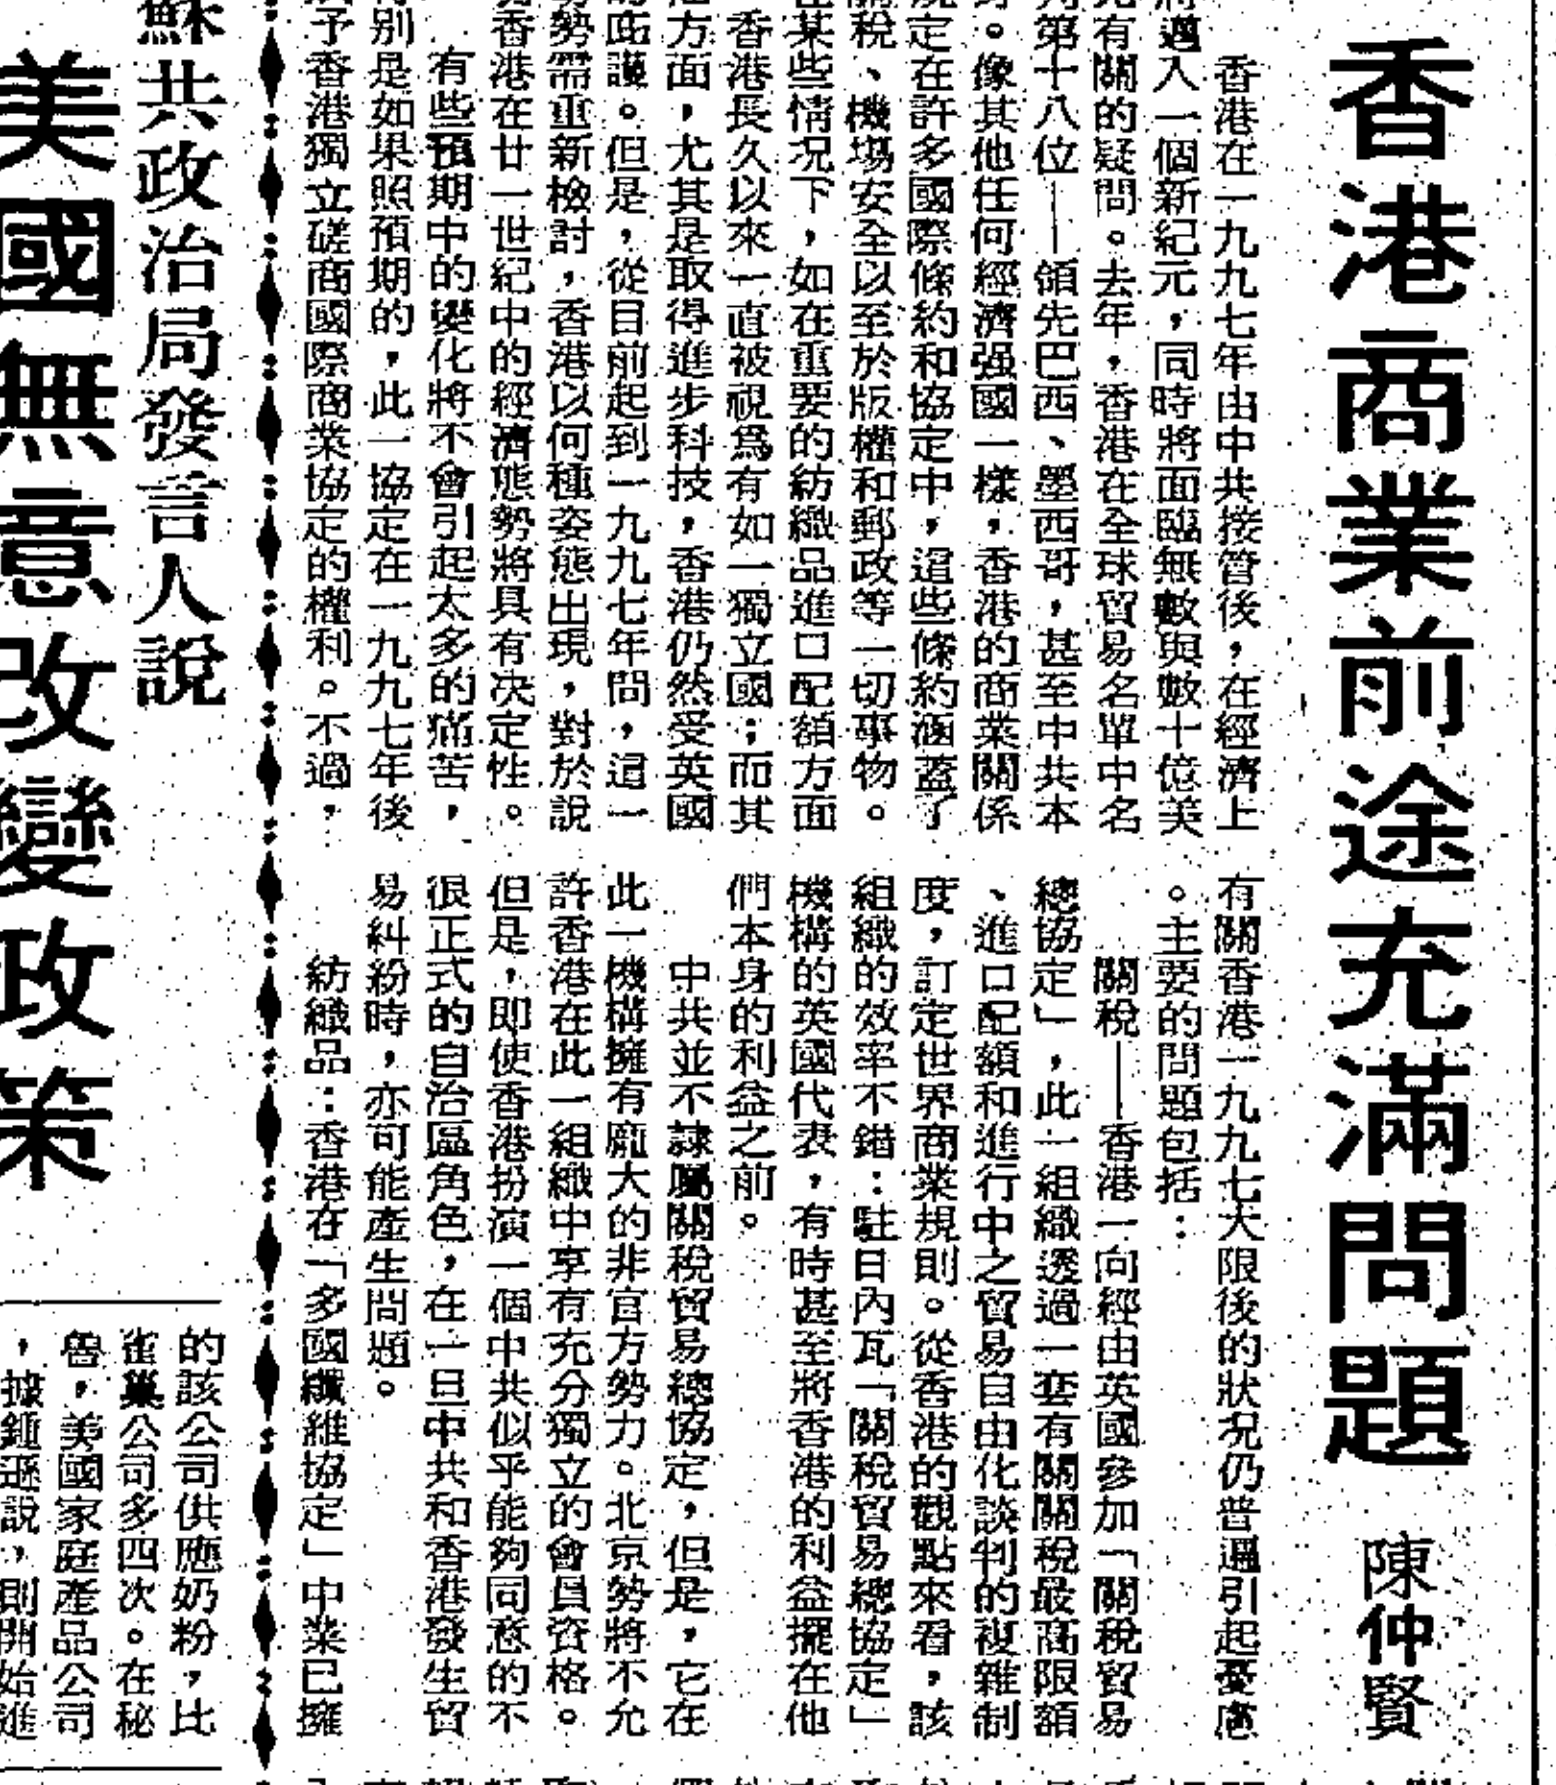 香港商業前途充滿問題
陳仲賢
香港在一九九七年由中共接管後，在經濟上
將邁入一個新紀元，同時將面臨無數與數十億美
元有關的疑問。去年，香港在全球貿易名單中名
列第十八位——領先巴西、墨西哥，甚至中共本
身。像其他任何經濟强國一樣，香港的商業關係
規定在許多國際條約和協定中，這些條約涵蓋了
關稅、機塲安全以至於版權和郵政等一切事物。
在某些情況下，如在重要的紡織品進口配額方面
香港長久以來一直被視爲有如一獨立國；而其
他方面，尤其是取得進步科技，香港仍然受英國
的庇護。但是，從目前起到一九九七年間，這一
勢需重新檢討，香港以何種姿態出現，對於說
明香港在廿一世紀中的經濟態勢將具有決定性。
有些預期中的變化將不會引起太多的痛苦，
特別是如果照預期的，此一協定在一九九七年後
予香港獨立磋商國際商業協定的權利。不過，
有關香港一九九七大限後的狀況仍普遍引起憂慮
。主要的問題包括：
關稅——香港一向經由英國參加「關稅貿易
總協定」，此一組織透過一套有關關稅最高限額
、進口配額和進行中之貿易自由化談判的複雜制
度，訂定世界商業規則。從香港的觀點來看，該
組織的效率不錯：駐日內瓦「關稅貿易總協定」
機構的英國代表，有時甚至將香港的利益擺在他
們本身的利益之前。
中共並不隷屬關稅貿易總協定，但是，它在
此一機構擁有龐大的非官方勢力。北京勢將不允
許香港在此一組織中享有充分獨立的會員資格。
但是，即使香港扮演一個中共似乎能夠同意的不
很正式的自治區角色，在一旦中共和香港發生貿
易糾紛時，亦可能產生問題。
紡織品：香港在「多國纖維協定」中業已擁
蘇共政治局發言人說
美國無意改變政策
的該公司供應奶粉，比
雀巢公司多四次。在秘
魯，美國家庭產品公司
，據鍾遜說，則開始進